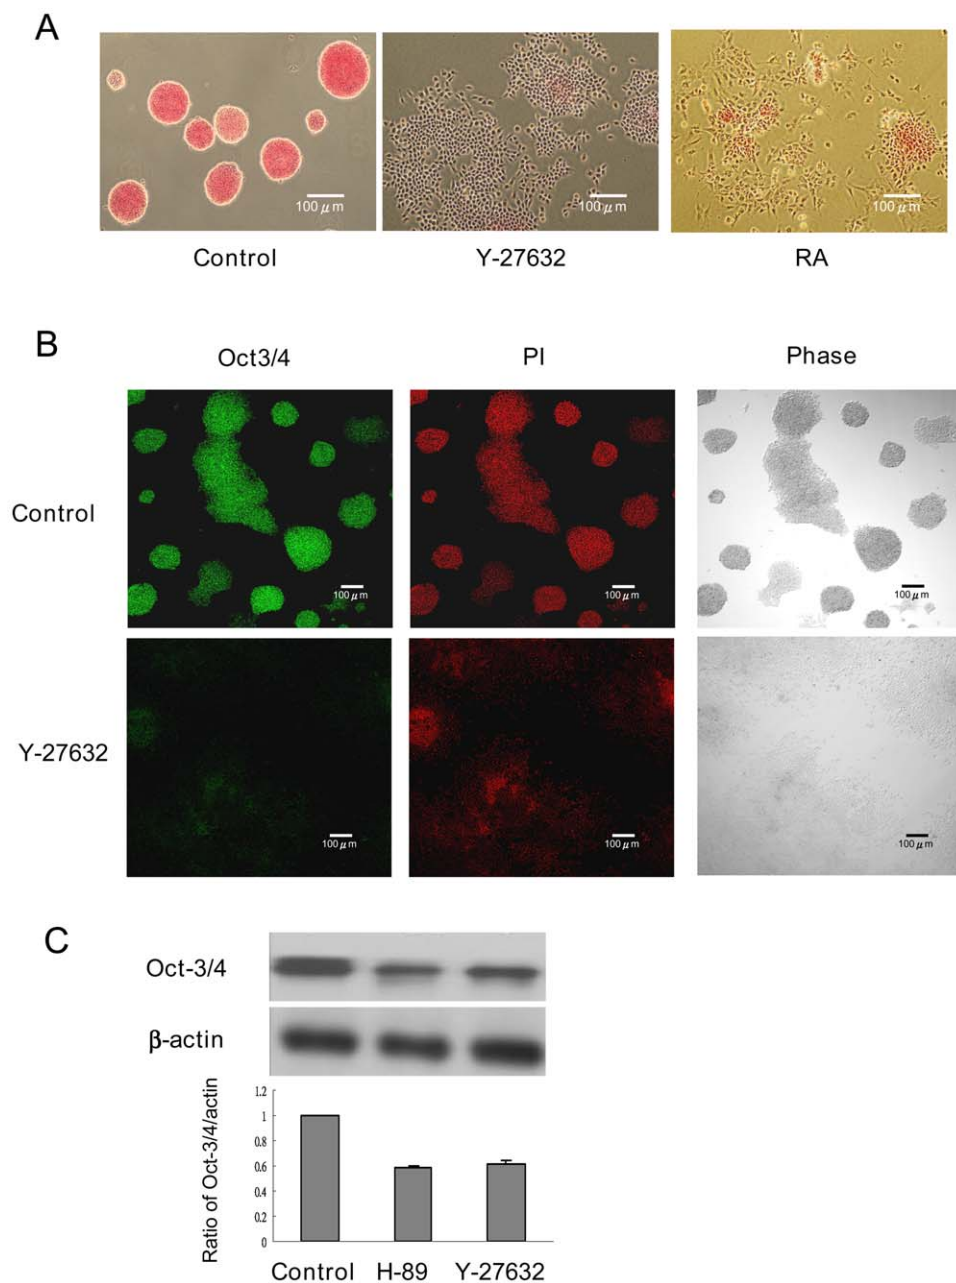 A
100 μm
100 μm
100 μm
Control Y-27632 RA
B
Oct3/4 PI Phase
Control
100 μm
100 μm
100 μm
Y-27632
100 μm
100 μm
100 μm
C
Oct-3/4
β-actin
Ratio of Oct-3/4/actin
1.2
1
0.8
0.6
0.4
0.2
0
Control H-89 Y-27632